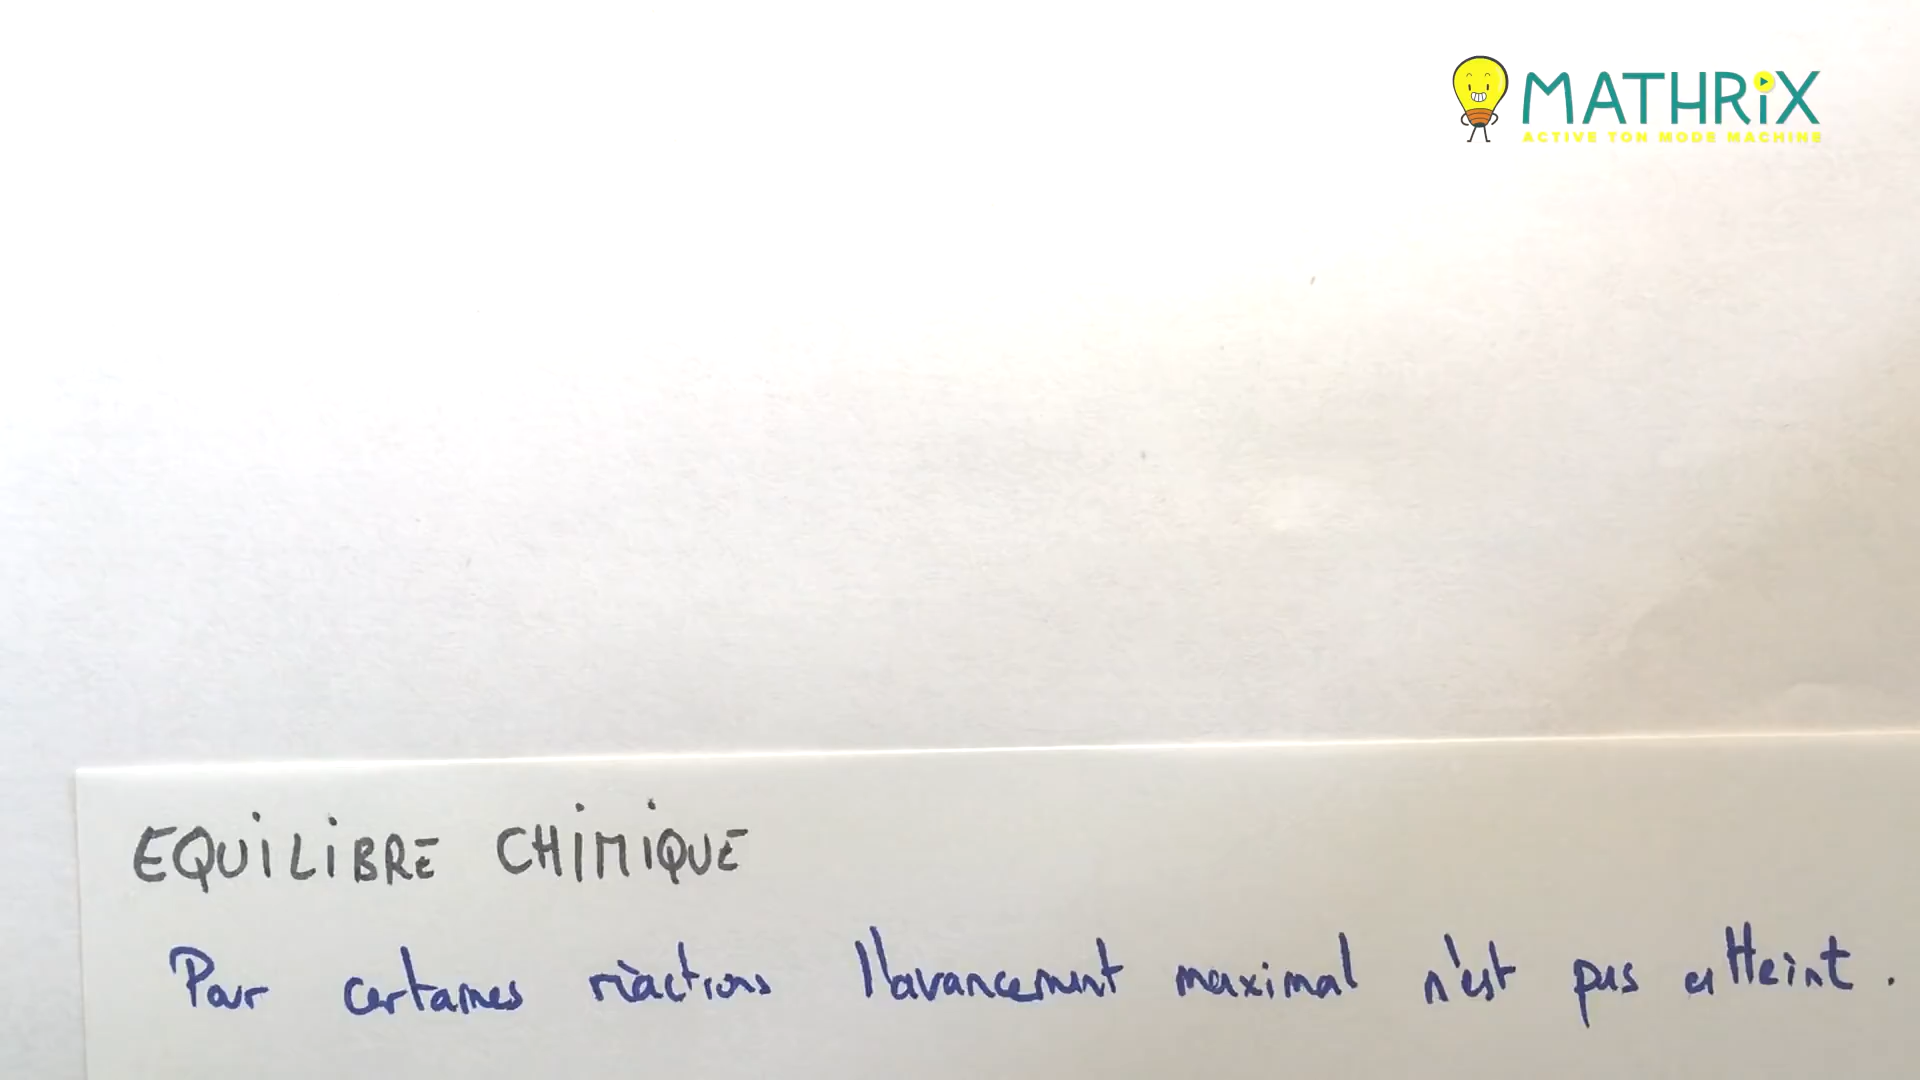 MATHRiX
ACTIVE TON MODE MACHINE
EQUiLiBRE CHiMiQUE
Pour certaines réactions l'avancement maximal n'est pas atteint.